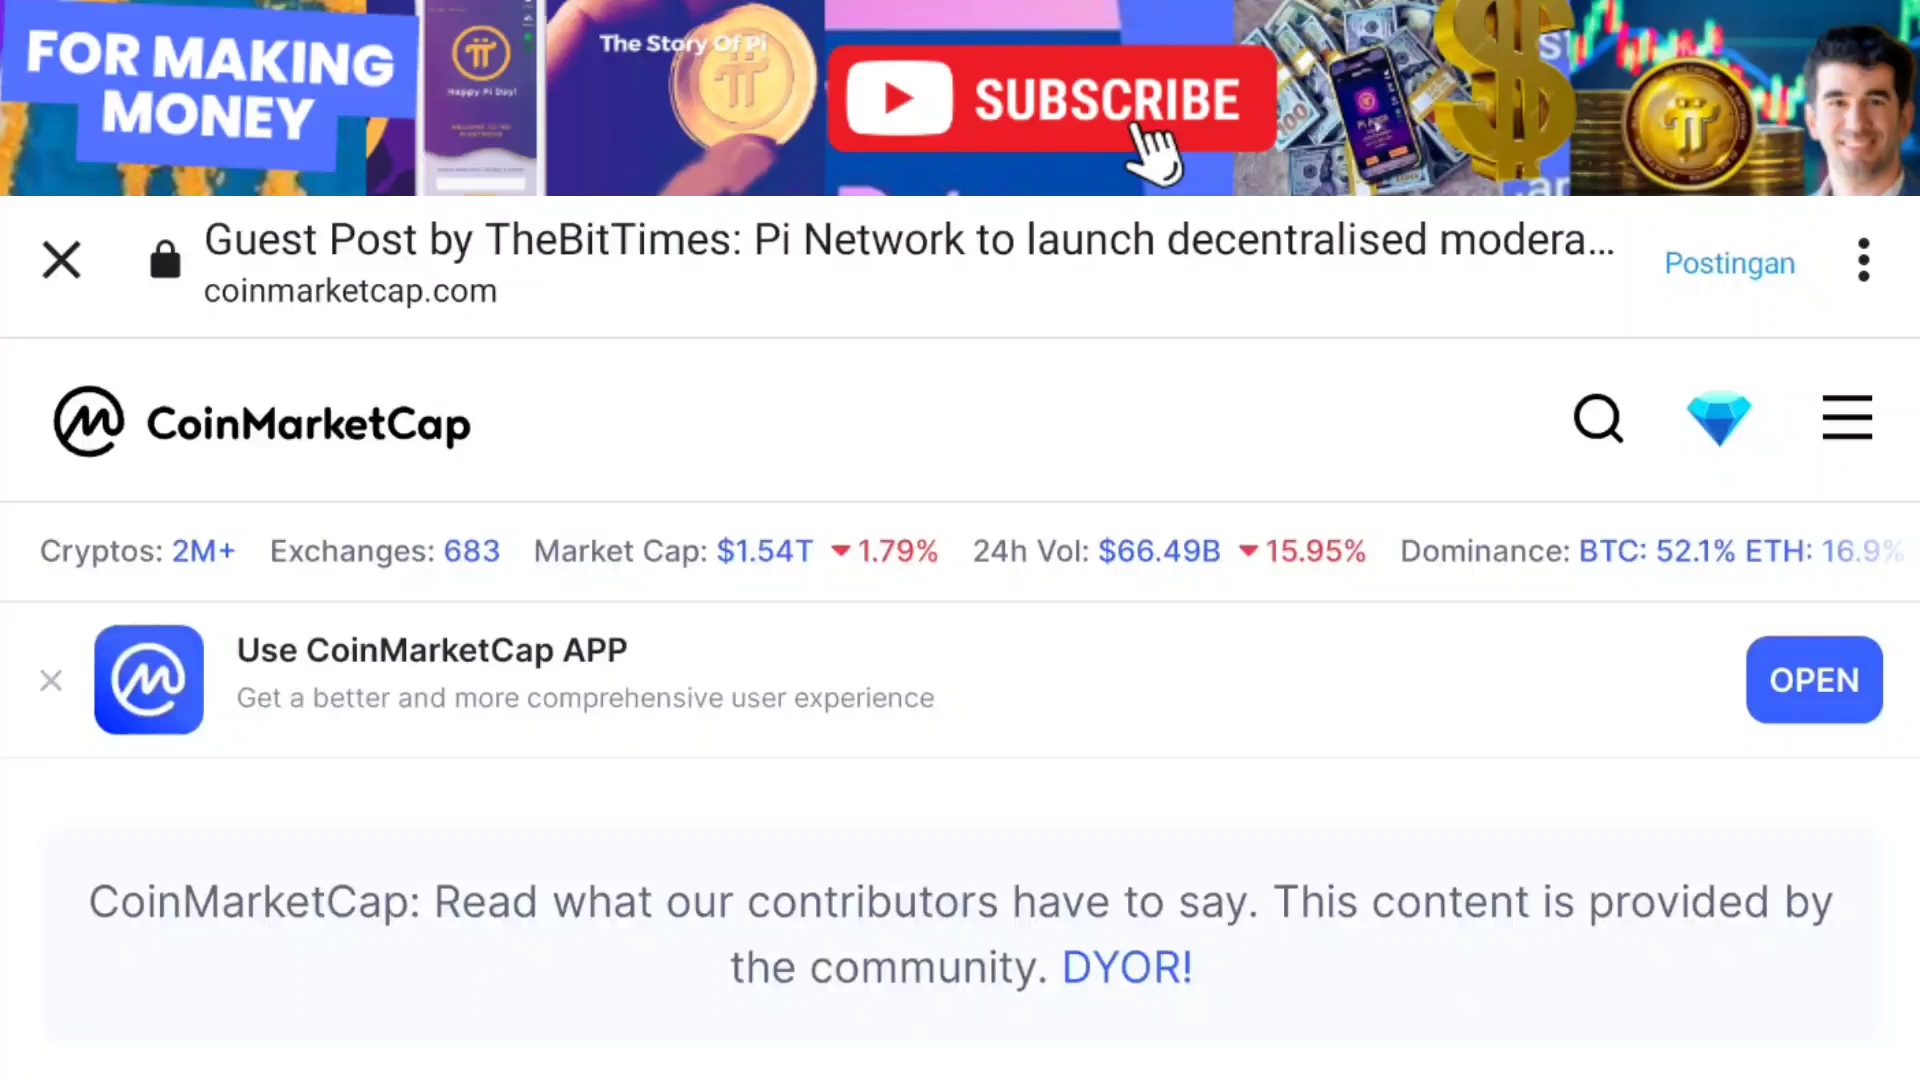 FOR MAKING
MONEY
Happy Pi Day!
The Story Of Pi
SUBSCRIBE
Guest Post by TheBitTimes: Pi Network to launch decentralised modera...
coinmarketcap.com
Postingan
CoinMarketCap
Cryptos: 2M+ Exchanges: 683 Market Cap: $1.54T 1.79% 24h Vol: $66.49B 15.95% Dominance: BTC: 52.1% ETH: 16.9%
Use CoinMarketCap APP
Get a better and more comprehensive user experience
OPEN
CoinMarketCap: Read what our contributors have to say. This content is provided by
the community. DYOR!